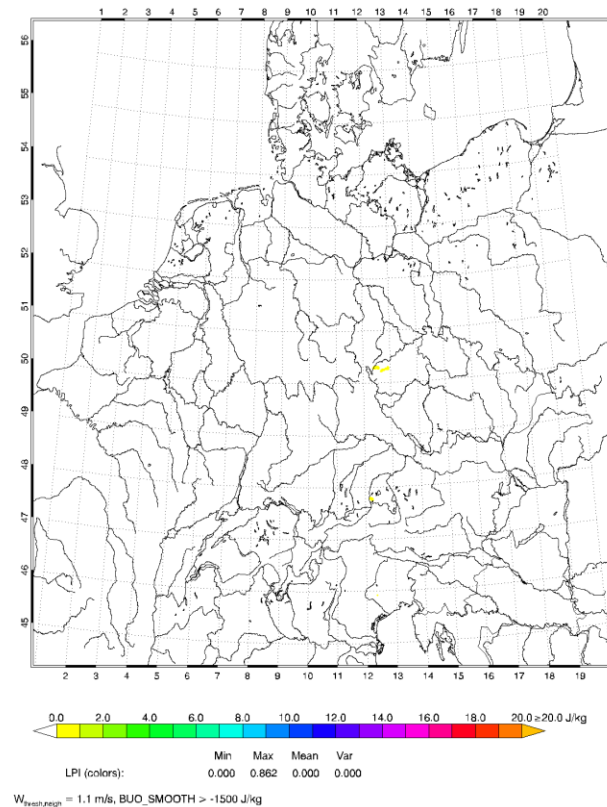 1 2 3 4 5 6 7 8 9 10 11 12 13 14 15 16 17 18 19 20
56
55
54
53
52
51
50
49
48
47
46
45
2 3 4 5 6 7 8 9 10 11 12 13 14 15 16 17 18 19
0.0 2.0 4.0 6.0 8.0 10.0 12.0 14.0 16.0 18.0 20.0 ≥20.0 J/kg
Min Max Mean Var
LPI (colors): 0.000 0.862 0.000 0.000
W_thresh,neigh = 1.1 m/s, BUO_SMOOTH > -1500 J/kg